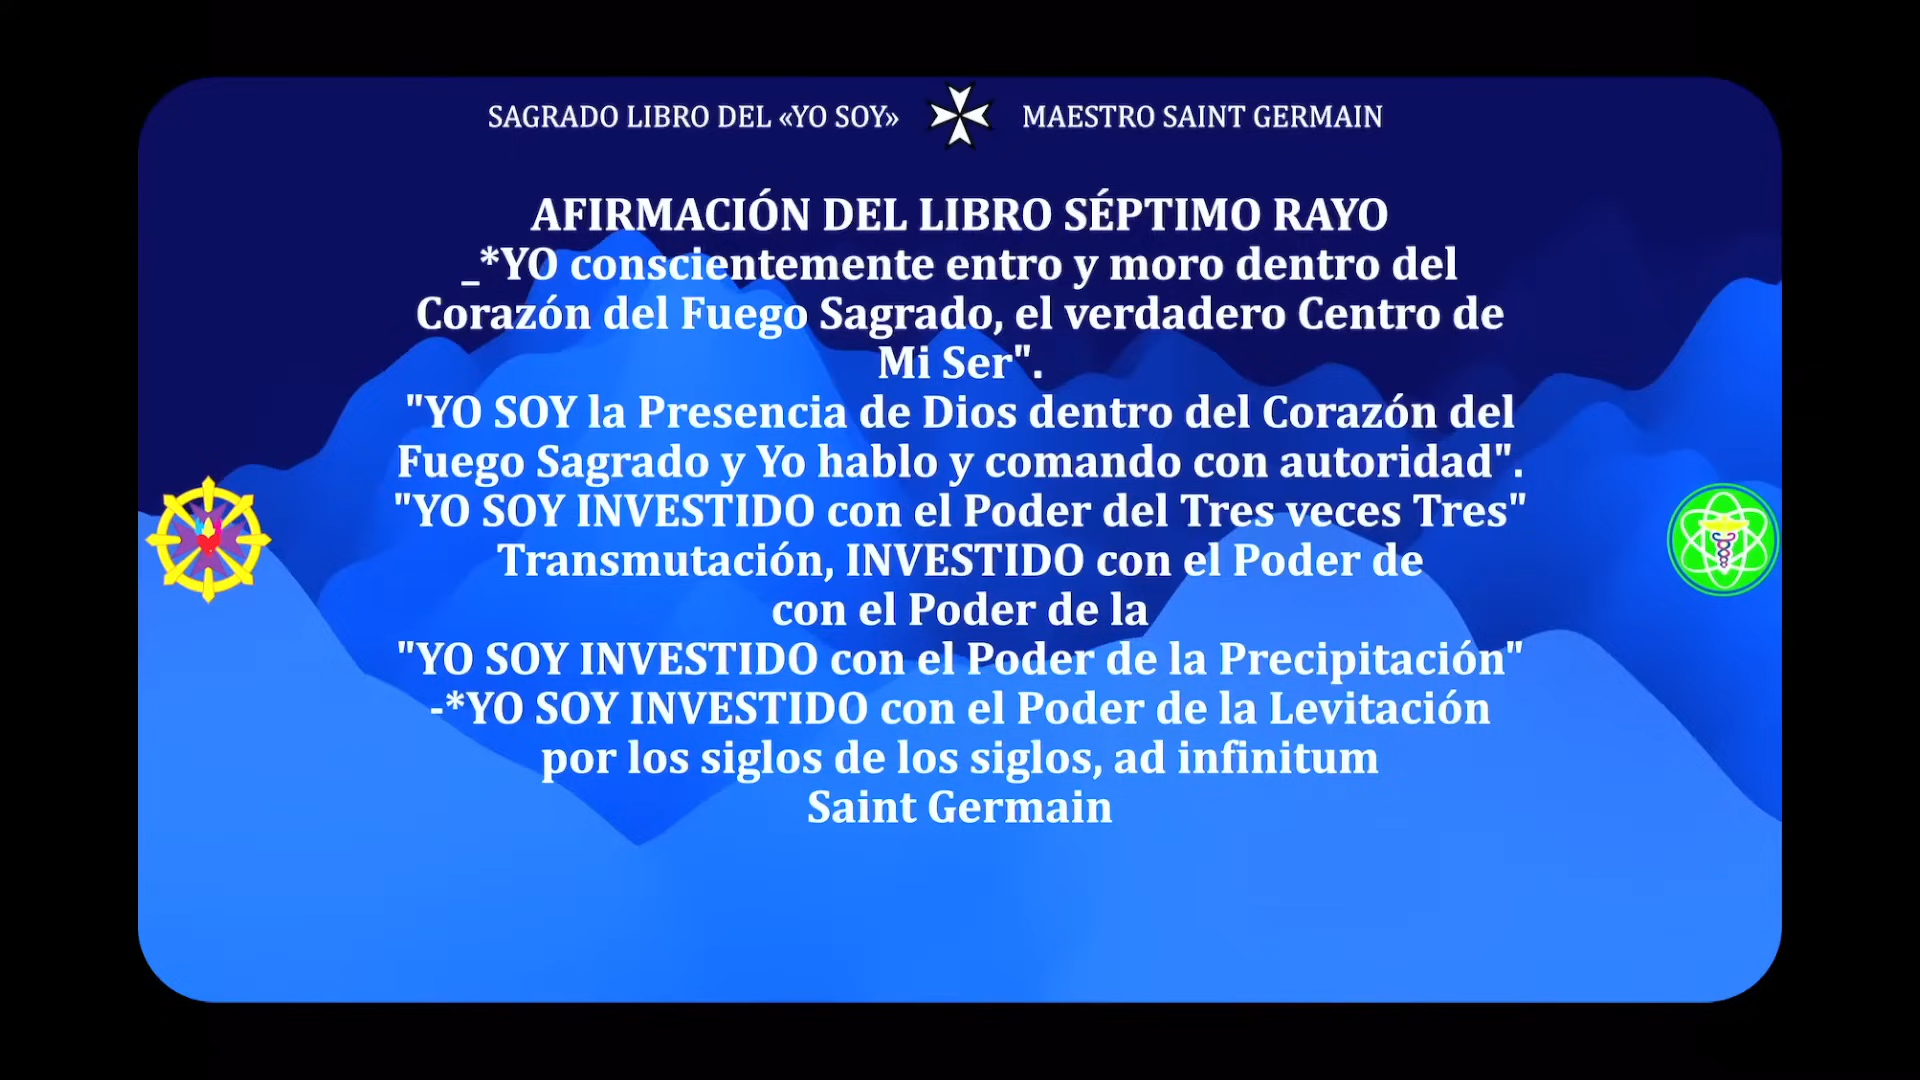 SAGRADO LIBRO DEL «YO SOY» MAESTRO SAINT GERMAIN
AFIRMACIÓN DEL LIBRO SÉPTIMO RAYO
_*YO conscientemente entro y moro dentro del
Corazón del Fuego Sagrado, el verdadero Centro de
Mi Ser".
"YO SOY la Presencia de Dios dentro del Corazón del
Fuego Sagrado y Yo hablo y comando con autoridad".
"YO SOY INVESTIDO con el Poder del Tres veces Tres"
Transmutación, INVESTIDO con el Poder de
con el Poder de la
"YO SOY INVESTIDO con el Poder de la Precipitación"
-*YO SOY INVESTIDO con el Poder de la Levitación
por los siglos de los siglos, ad infinitum
Saint Germain